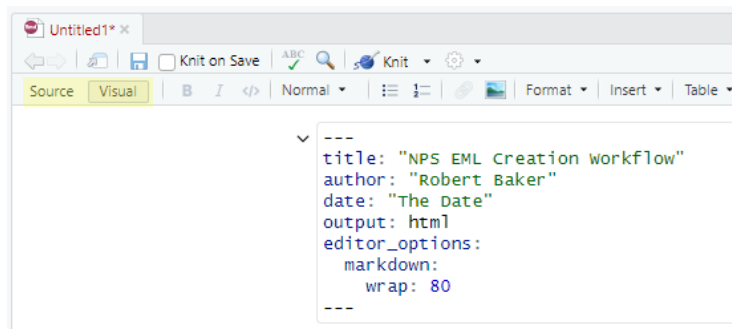 Untitled1*
Knit on Save ABC Knit
Source Visual B I </> Normal Format Insert Table
---
title: "NPS EML Creation Workflow"
author: "Robert Baker"
date: "The Date"
output: html
editor_options:
  markdown:
    wrap: 80
---